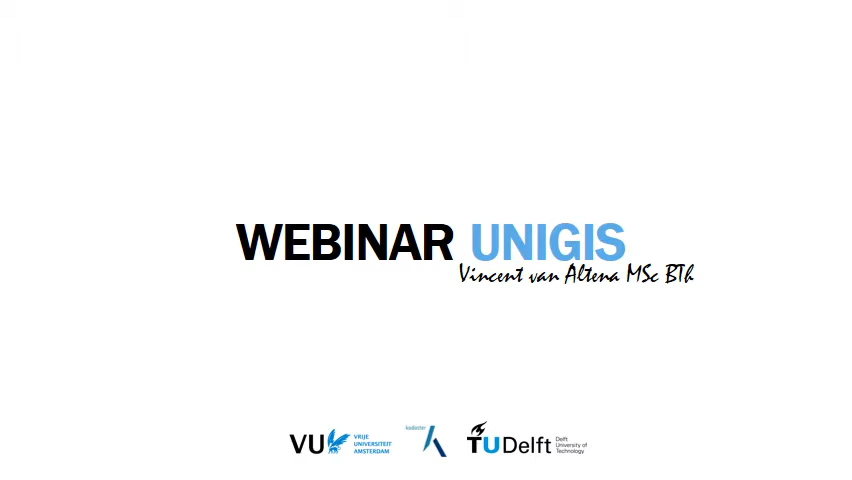 WEBINAR UNIGIS
Vincent van Altena MSc BTh
VU VRIJE
UNIVERSITEIT
AMSTERDAM
kadaster
TUDelft Delft
University of
Technology